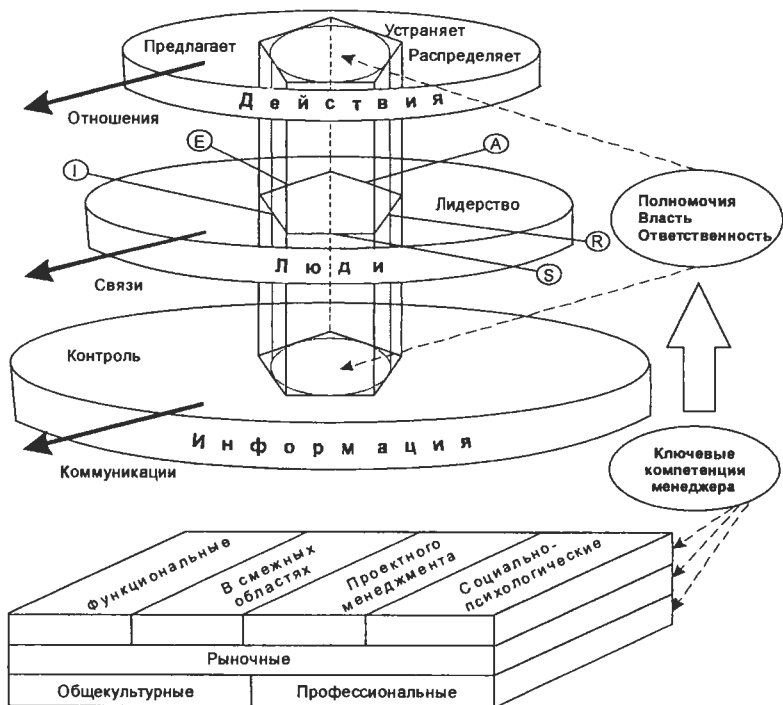 Устраняет
Предлагает
Распределяет
Действия
Отношения
E
A
I
Лидерство
Полномочия
Власть
Ответственность
R
Люди
S
Связи
Контроль
Информация
Коммуникации
Ключевые
компетенции
менеджера
Функциональные
В смежных
областях
Проектного
менеджмента
Социально-
психологические
Рыночные
Общекультурные
Профессиональные